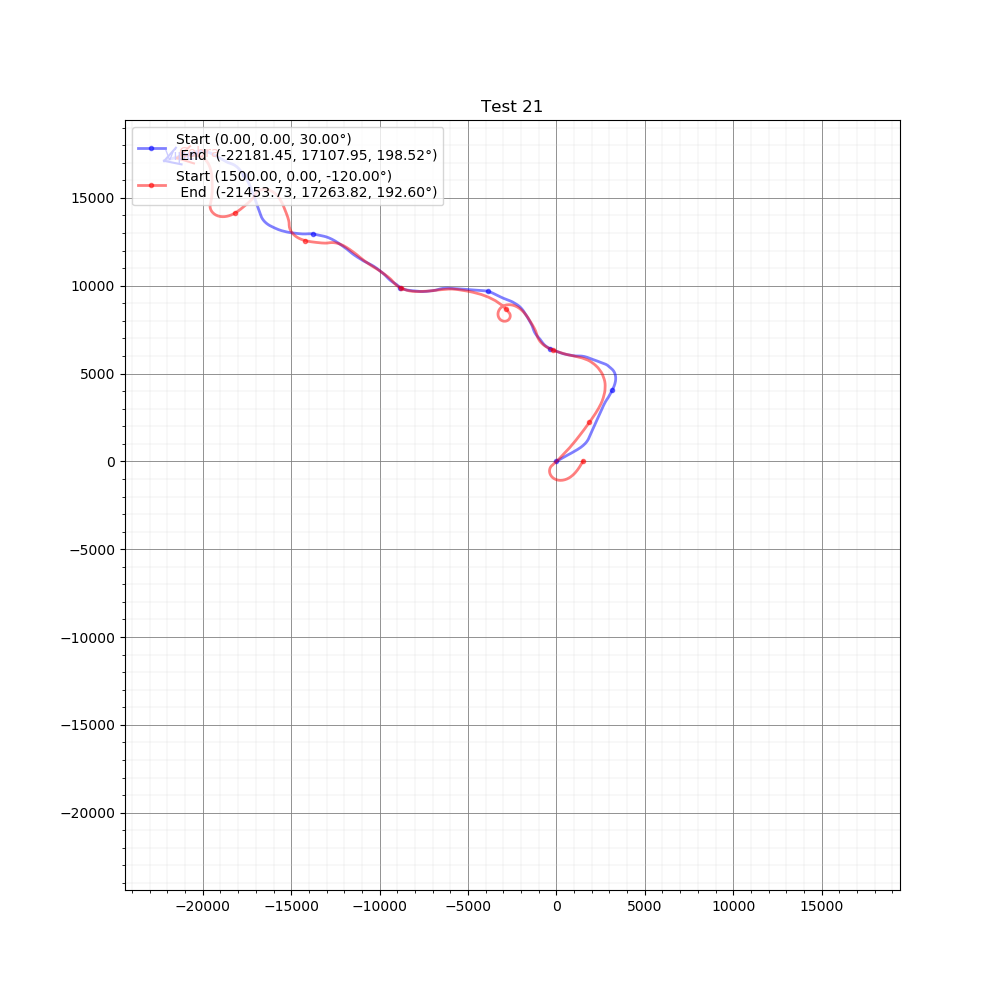 Test 21
Start (0.00, 0.00, 30.00°)
End (-22181.45, 17107.95, 198.52°)
Start (1500.00, 0.00, -120.00°)
End (-21453.73, 17263.82, 192.60°)
15000
10000
5000
0
−5000
−10000
−15000
−20000
−20000 −15000 −10000 −5000 0 5000 10000 15000